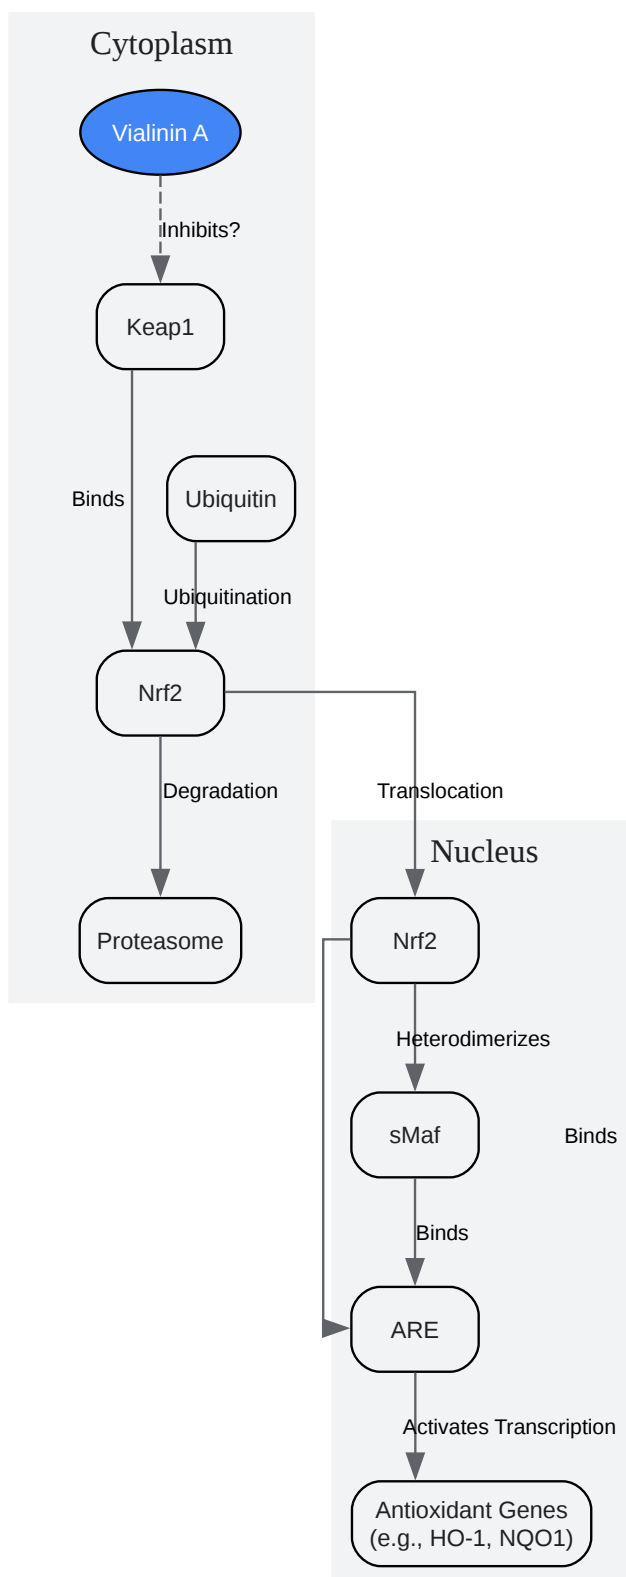 Cytoplasm
Vialinin A
Inhibits?
Keap1
Binds
Ubiquitin
Ubiquitination
Nrf2
Degradation
Translocation
Nucleus
Proteasome
Nrf2
Heterodimerizes
sMaf
Binds
Binds
ARE
Activates Transcription
Antioxidant Genes
(e.g., HO-1, NQO1)